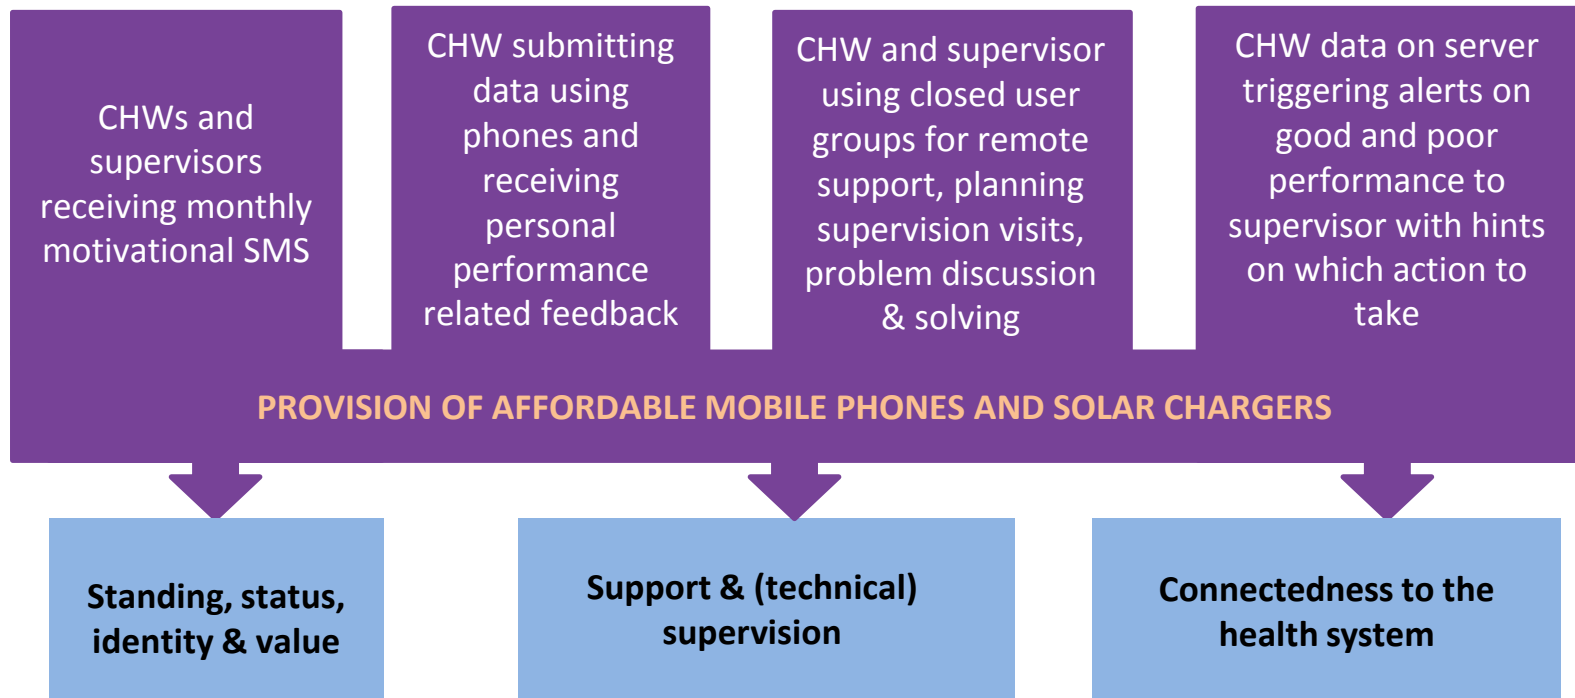 CHWs and
supervisors
receiving monthly
motivational SMS
CHW submitting
data using
phones and
receiving
personal
performance
related feedback
CHW and supervisor
using closed user
groups for remote
support, planning
supervision visits,
problem discussion
& solving
CHW data on server
triggering alerts on
good and poor
performance to
supervisor with hints
on which action to
take
PROVISION OF AFFORDABLE MOBILE PHONES AND SOLAR CHARGERS
Standing, status,
identity & value
Support & (technical)
supervision
Connectedness to the
health system